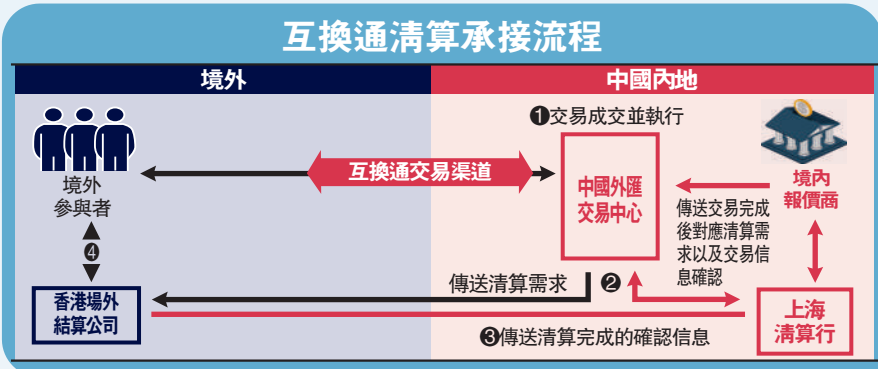 互換通清算承接流程
境外
中國內地
❶交易成交並執行
境外
參與者
互換通交易渠道
中國外匯
交易中心
境內
報價商
傳送交易完成
後對應清算需
求以及交易信
息確認
❹
傳送清算需求
❷
香港場外
結算公司
上海
清算行
❸傳送清算完成的確認信息